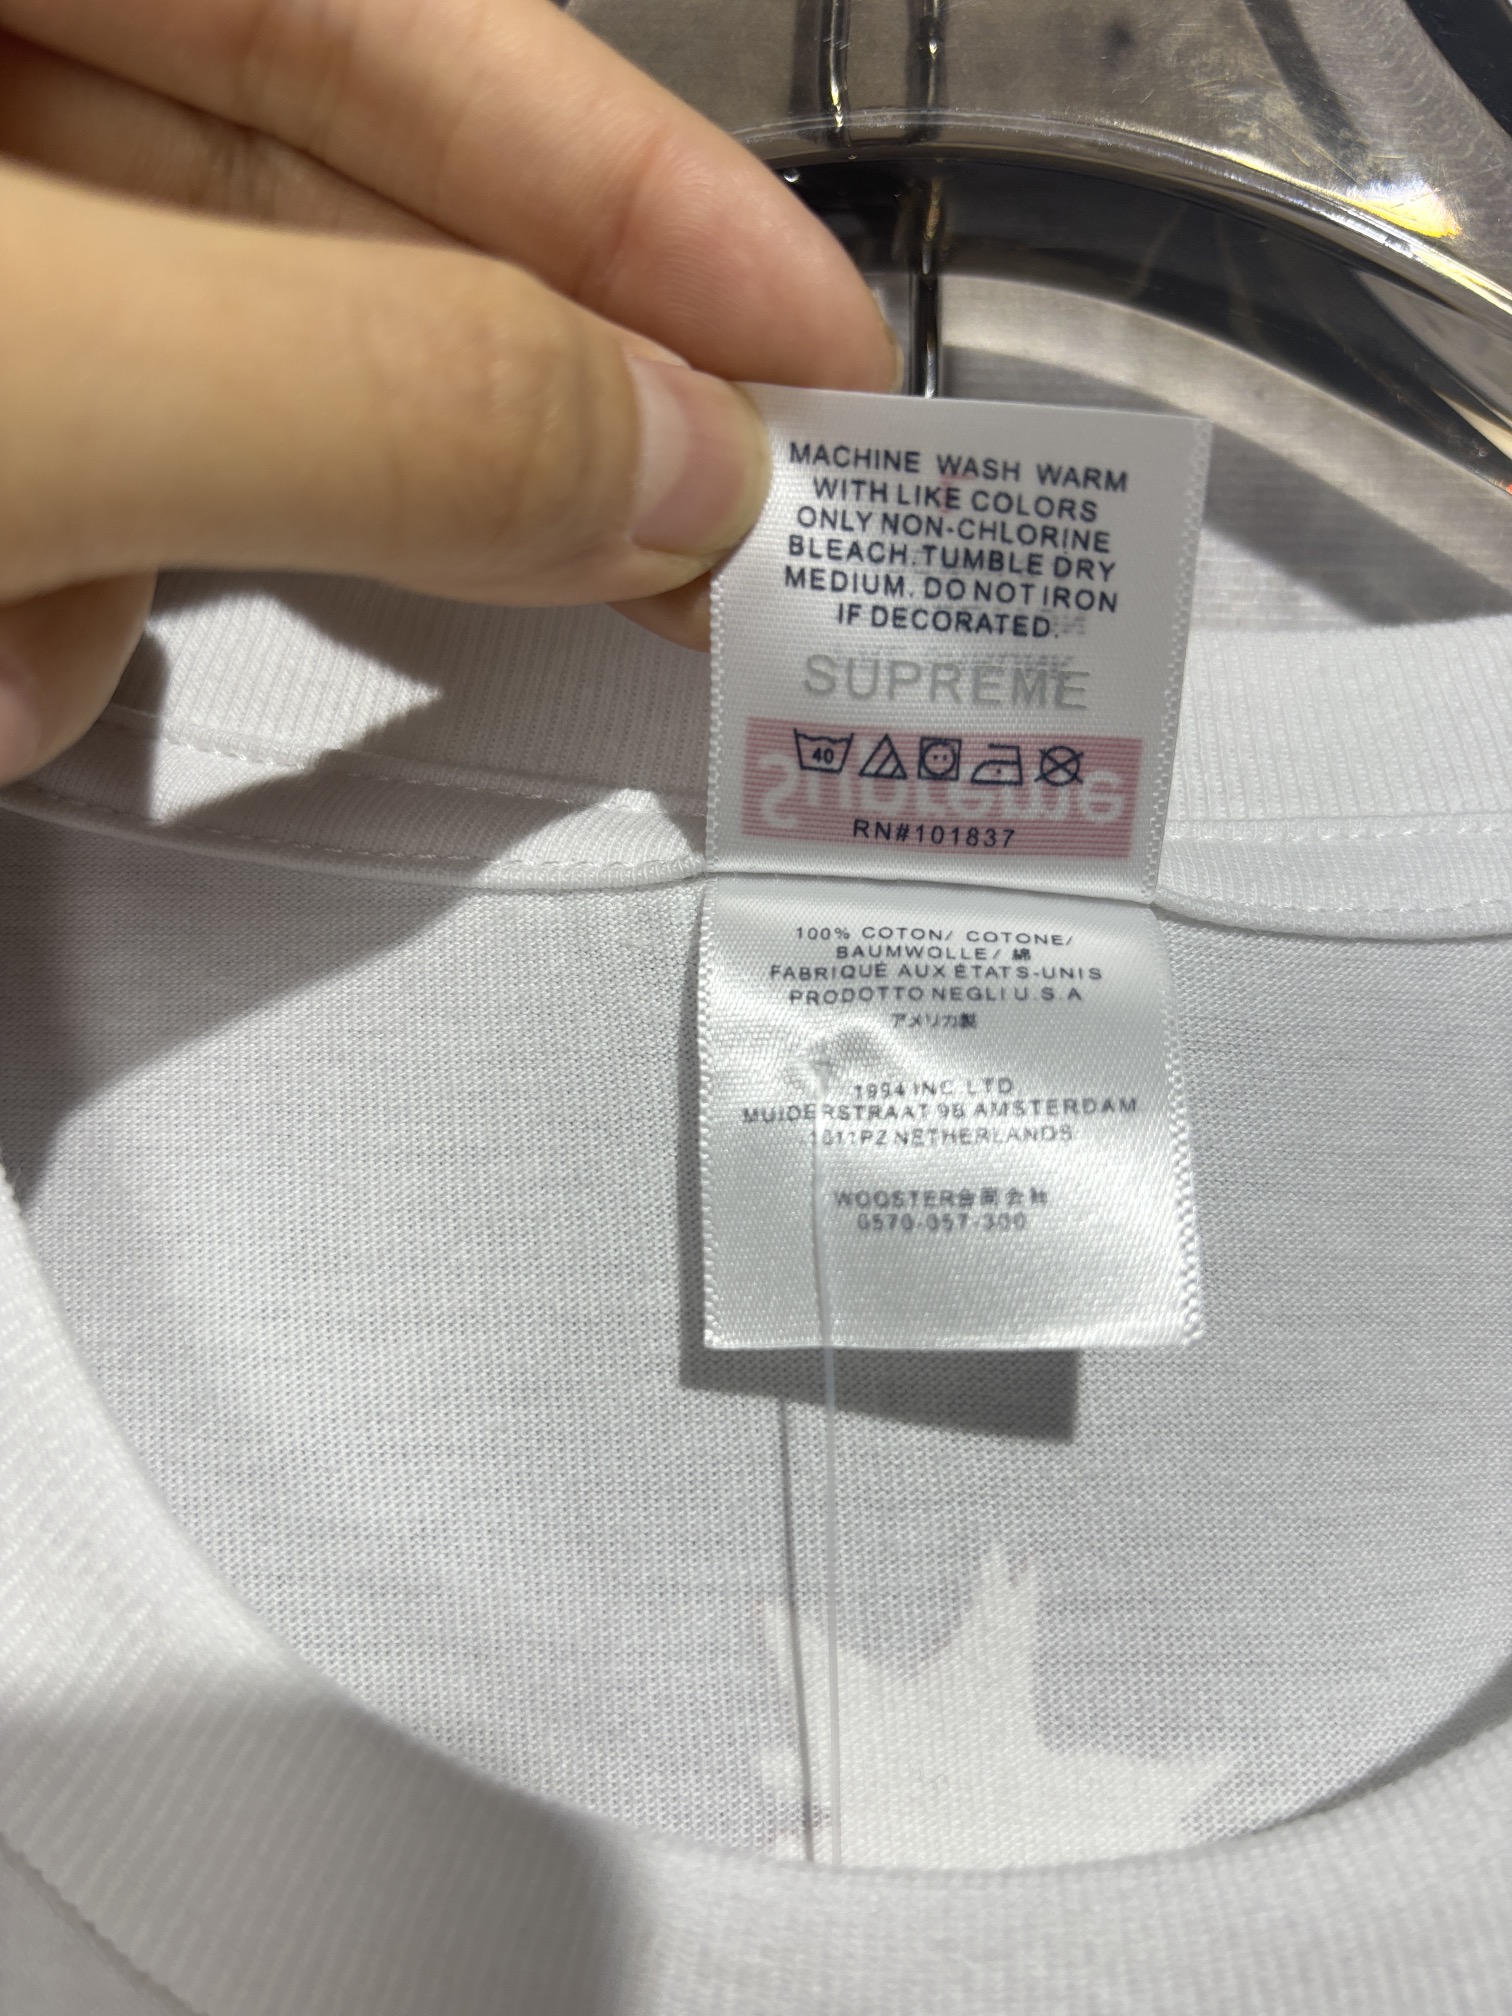 MACHINE WASH WARM
WITH LIKE COLORS
ONLY NON-CHLORINE
BLEACH.TUMBLE DRY
MEDIUM. DO NOT IRON
IF DECORATED.
SUPREME
Supreme
40
RN#101837
100% COTON/ COTONE/
BAUMWOLLE/ 綿
FABRIQUÉ AUX ÉTATS-UNIS
PRODOTTO NEGLI U.S.A
アメリカ製
1994 INC LTD
MUIDERSTRAAT 9B AMSTERDAM
1011PZ NETHERLANDS
WOOSTER合同会社
0570-057-300